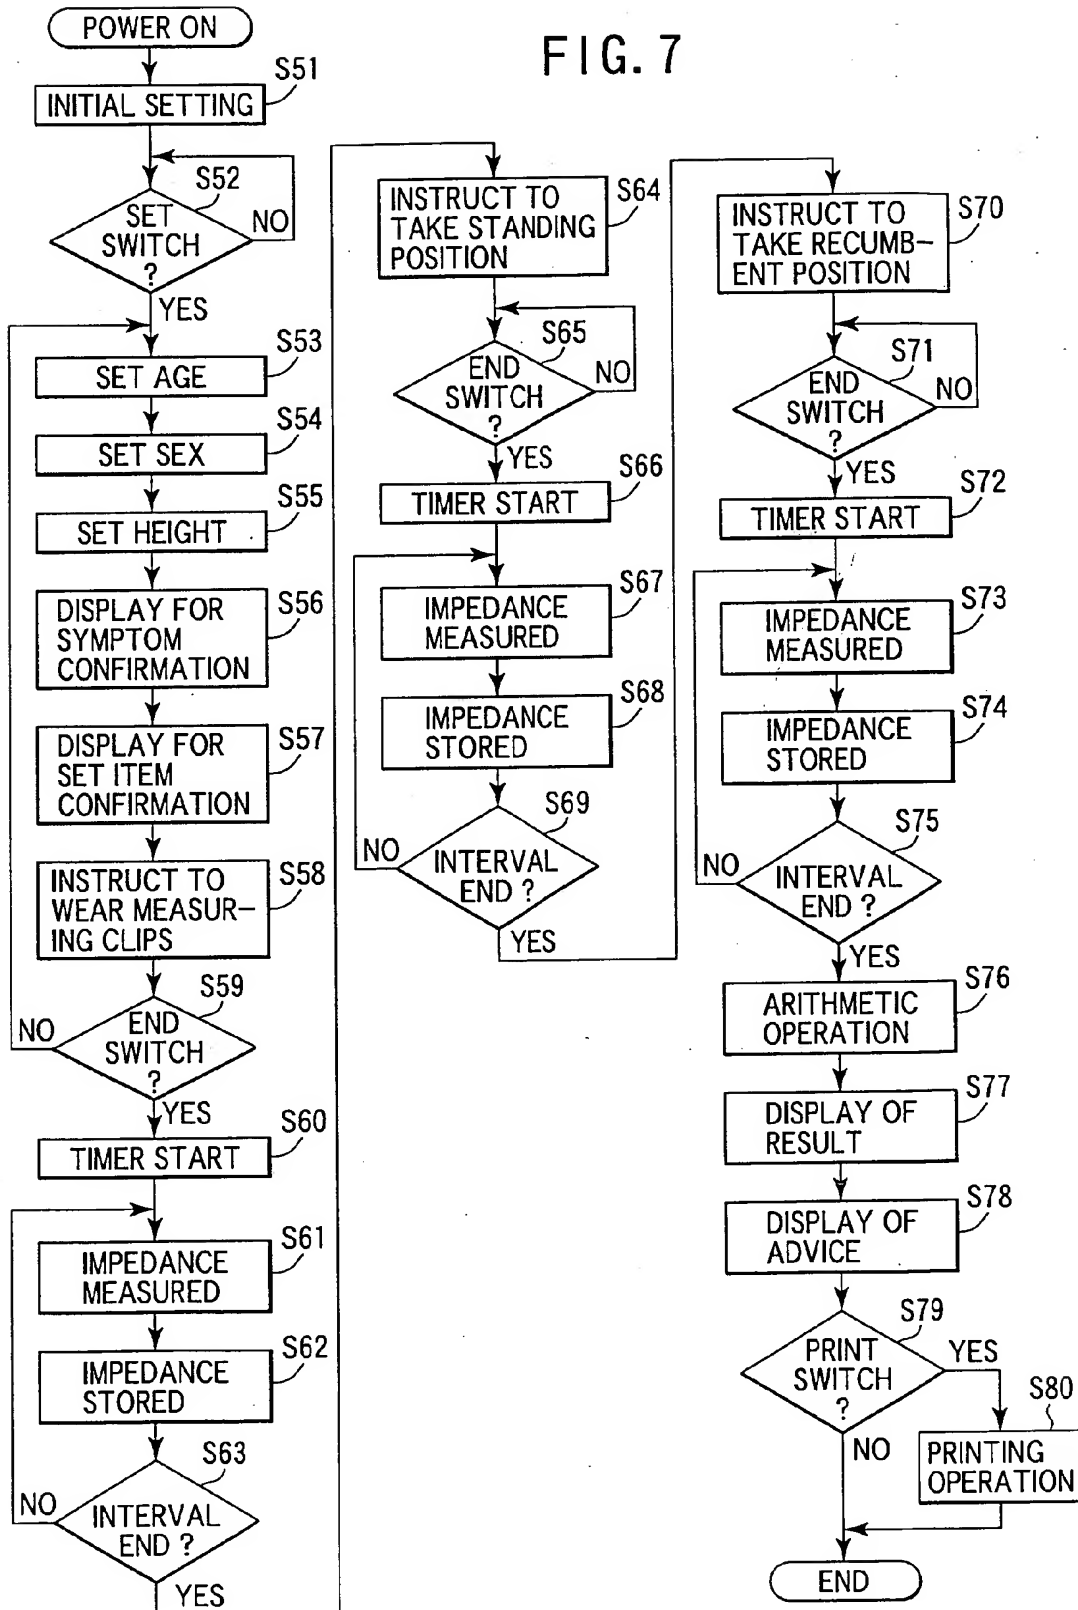 FIG. 7
POWER ON
S51
INITIAL SETTING
S52
SET
SWITCH
?
NO
YES
S53
SET AGE
S54
SET SEX
S55
SET HEIGHT
S56
DISPLAY FOR
SYMPTOM
CONFIRMATION
S57
DISPLAY FOR
SET ITEM
CONFIRMATION
S58
INSTRUCT TO
WEAR MEASUR-
ING CLIPS
S59
END
SWITCH
?
NO
YES
S60
TIMER START
S61
IMPEDANCE
MEASURED
S62
IMPEDANCE
STORED
S63
INTERVAL
END ?
NO
YES
S64
INSTRUCT TO
TAKE STANDING
POSITION
S65
END
SWITCH
?
NO
YES
S66
TIMER START
S67
IMPEDANCE
MEASURED
S68
IMPEDANCE
STORED
S69
INTERVAL
END ?
NO
YES
S70
INSTRUCT TO
TAKE RECUMB-
ENT POSITION
S71
END
SWITCH
?
NO
YES
S72
TIMER START
S73
IMPEDANCE
MEASURED
S74
IMPEDANCE
STORED
S75
INTERVAL
END ?
NO
YES
S76
ARITHMETIC
OPERATION
S77
DISPLAY OF
RESULT
S78
DISPLAY OF
ADVICE
S79
PRINT
SWITCH
?
YES
NO
S80
PRINTING
OPERATION
END